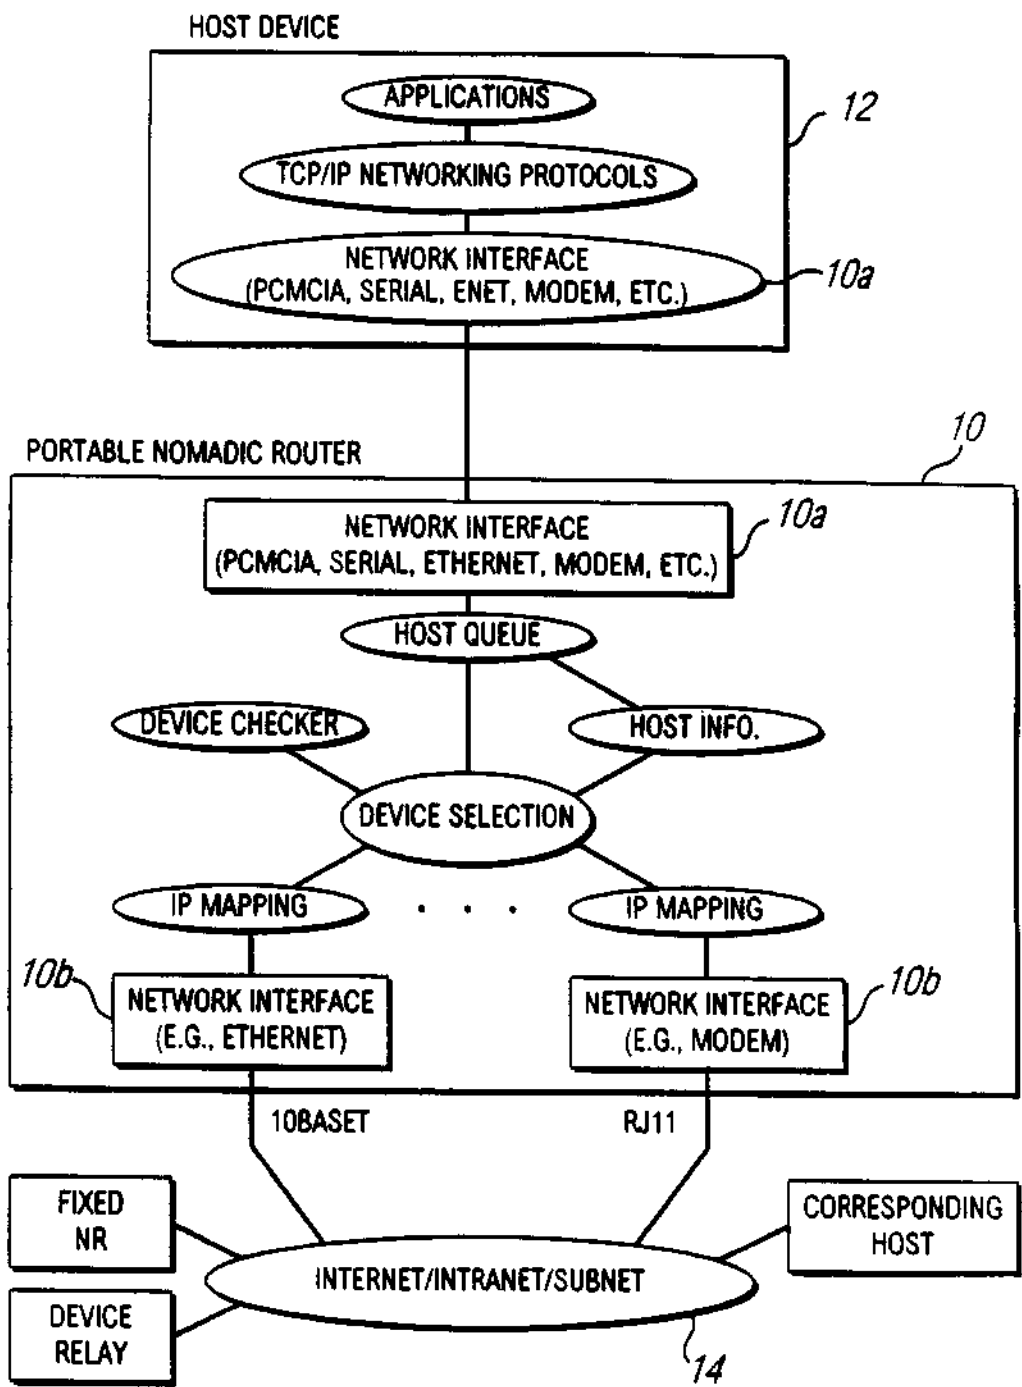 HOST DEVICE
APPLICATIONS
12
TCP/IP NETWORKING PROTOCOLS
NETWORK INTERFACE
(PCMCIA, SERIAL, ENET, MODEM, ETC.)
10a
PORTABLE NOMADIC ROUTER
10
NETWORK INTERFACE
(PCMCIA, SERIAL, ETHERNET, MODEM, ETC.)
10a
HOST QUEUE
DEVICE CHECKER
HOST INFO.
DEVICE SELECTION
IP MAPPING
. . .
IP MAPPING
10b
NETWORK INTERFACE
(E.G., ETHERNET)
NETWORK INTERFACE
(E.G., MODEM)
10b
10BASET
RJ11
FIXED
NR
CORRESPONDING
HOST
INTERNET/INTRANET/SUBNET
DEVICE
RELAY
14